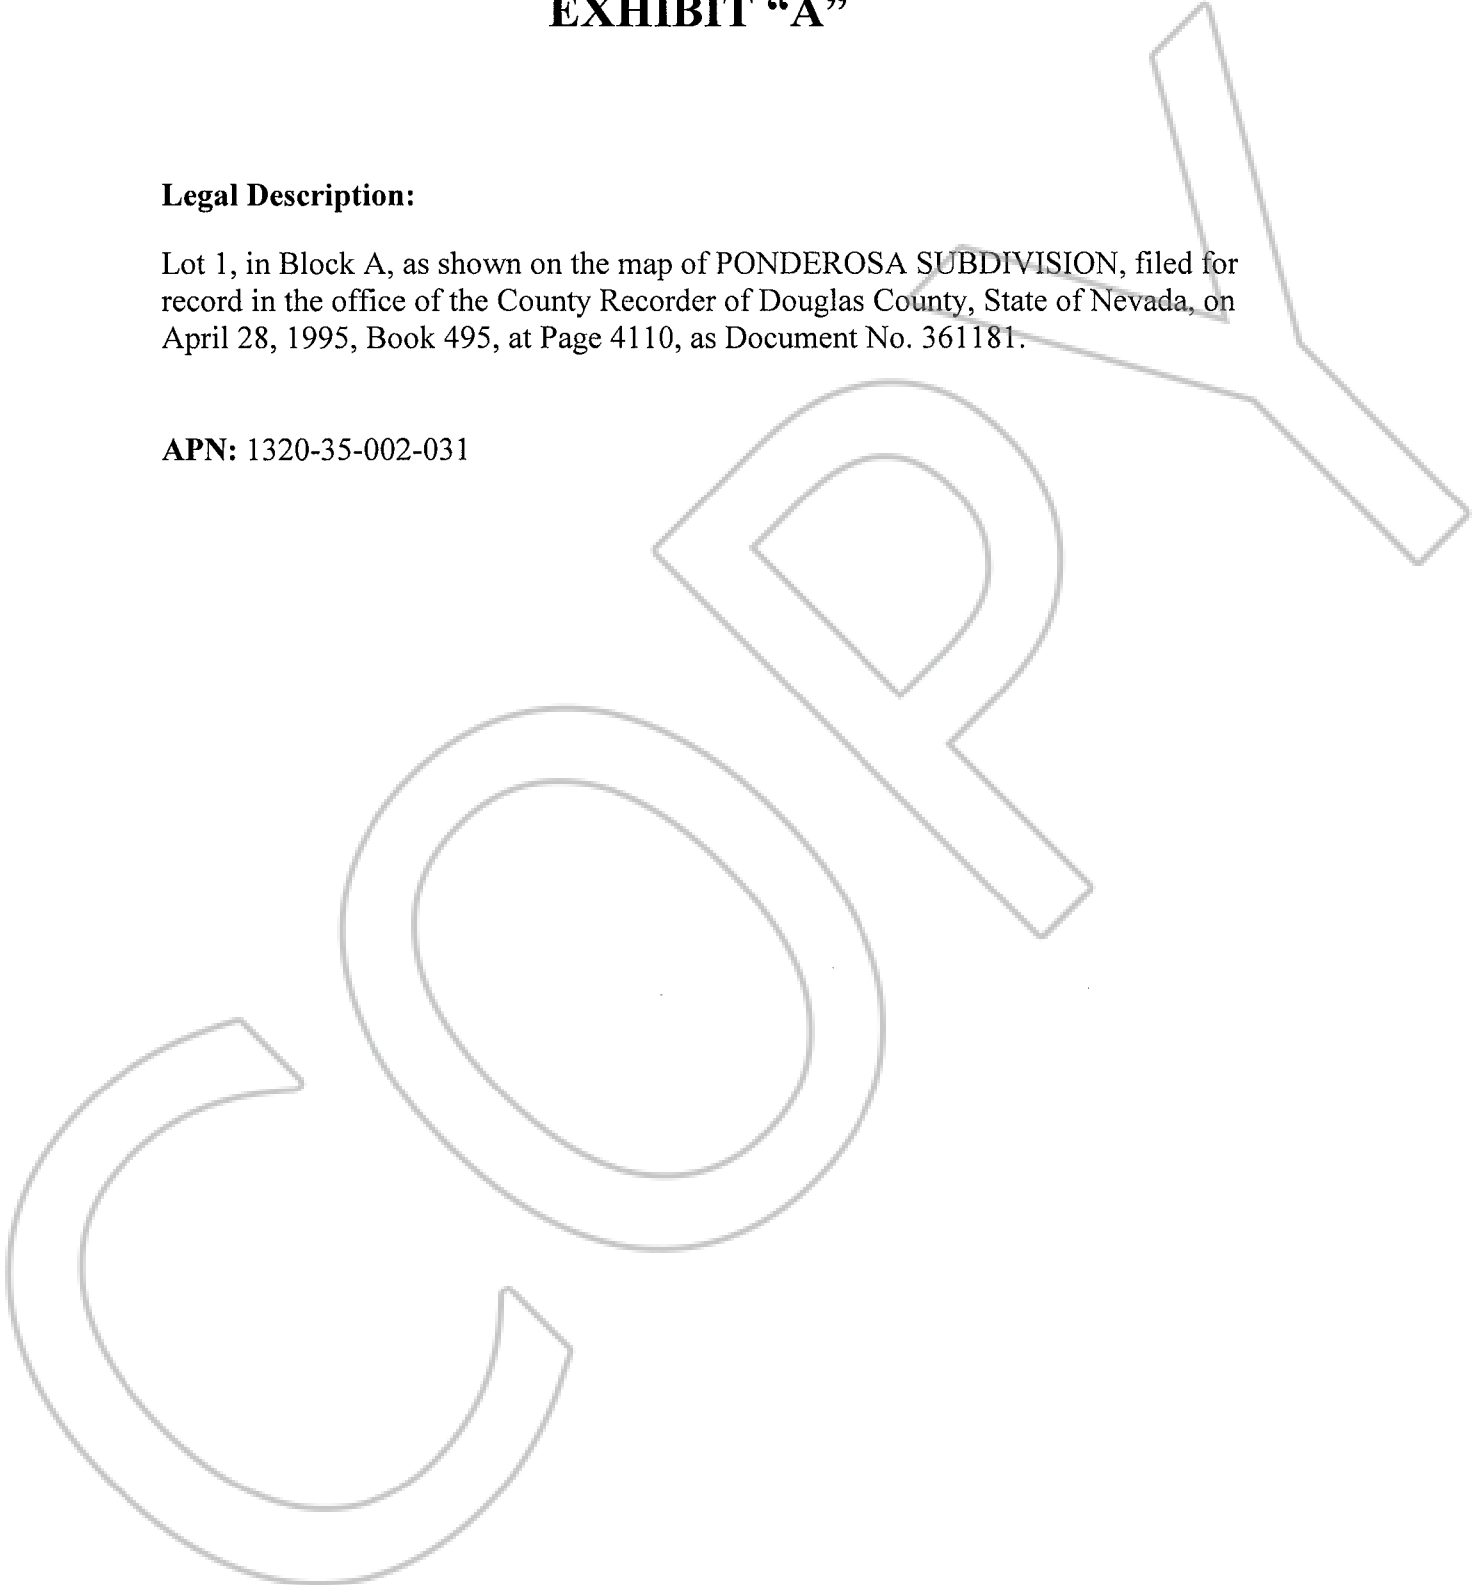 EXHIBIT “A”
Legal Description:
Lot 1, in Block A, as shown on the map of PONDEROSA SUBDIVISION, filed for
record in the office of the County Recorder of Douglas County, State of Nevada, on
April 28, 1995, Book 495, at Page 4110, as Document No. 361181.
APN: 1320-35-002-031
COPY